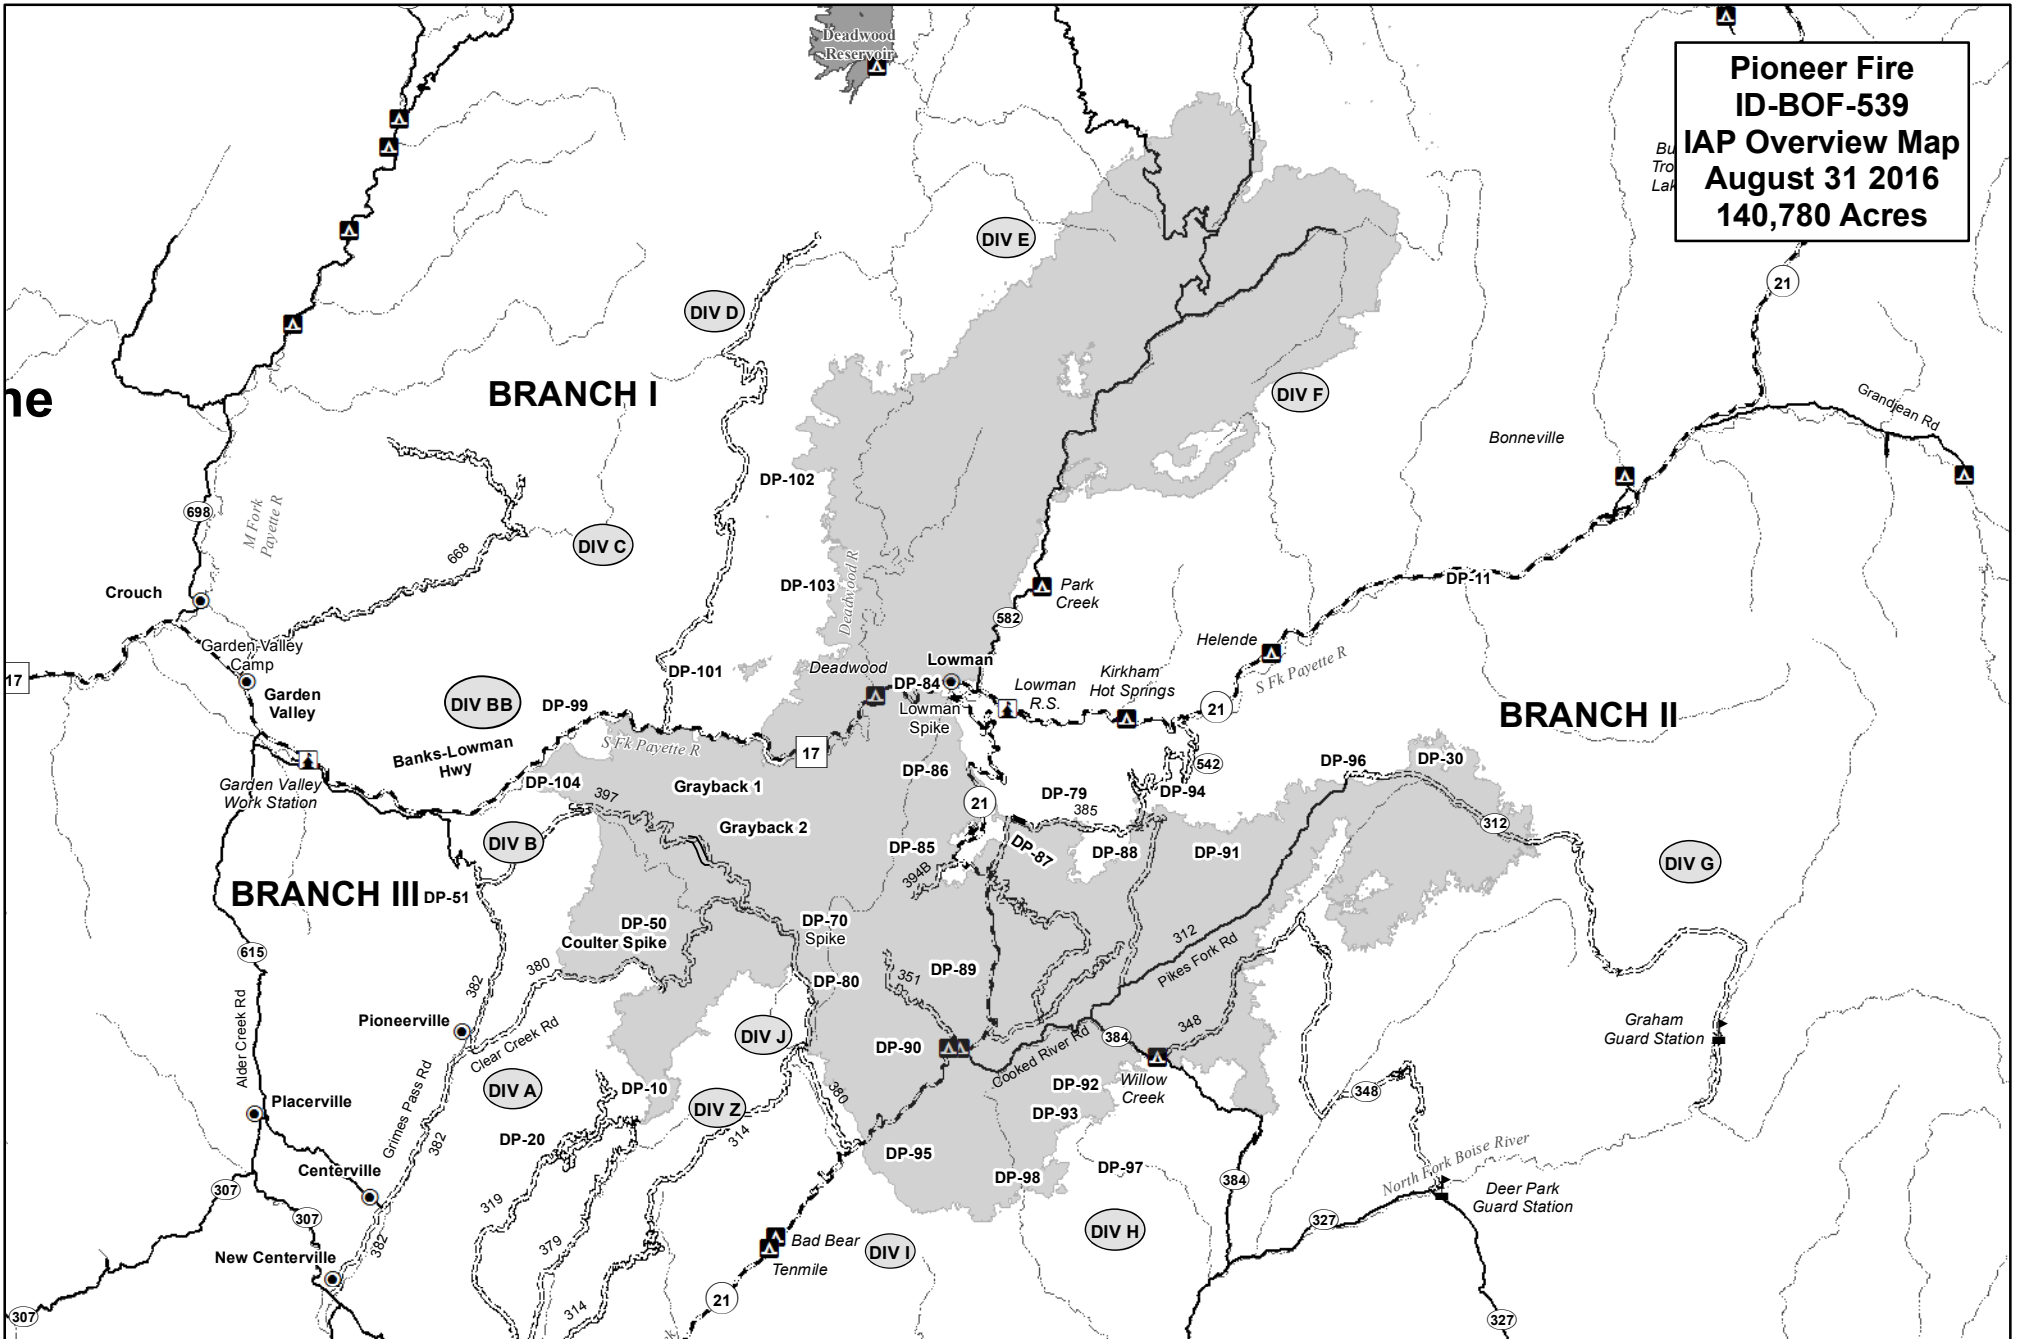 Deadwood
Reservoir
Pioneer Fire
ID-BOF-539
IAP Overview Map
August 31 2016
140,780 Acres
Bu
Tro
Lak
DIV E
21
DIV D
ne
BRANCH I
DIV F
Grandjean Rd
Bonneville
DP-102
698
M Fork
Payette R
DIV C
668
DP-103
Deadwood R
DP-11
Crouch
Park
Creek
582
Garden Valley
Camp
Helende
17
Garden
Valley
DP-101
Deadwood
Lowman
DP-84
Kirkham
Hot Springs
Lowman
R.S.
S Fk Payette R
DIV BB
DP-99
Lowman
Spike
21
BRANCH II
Banks-Lowman
Hwy
S Fk Payette R
17
DP-86
542
DP-96
DP-30
Garden Valley
Work Station
DP-104
397
Grayback 1
21
DP-79
385
DP-94
Grayback 2
312
DIV B
DP-85
DP-87
DP-88
DP-91
DIV G
394B
BRANCH III
DP-51
DP-50
Coulter Spike
DP-70
Spike
312
Pikes Fork Rd
615
380
382
351
DP-89
DP-80
Alder Creek Rd
Pioneerville
Clear Creek Rd
DIV J
DP-90
Cooked River Rd
384
348
Graham
Guard Station
DIV A
DP-10
380
DP-92
Willow
Creek
348
Placerville
Grimes Pass Rd
DIV Z
DP-93
382
DP-20
314
DP-95
DP-98
DP-97
North Fork Boise River
Centerville
307
319
384
Deer Park
Guard Station
307
382
379
327
New Centerville
Bad Bear
Tenmile
DIV I
DIV H
307
314
21
327